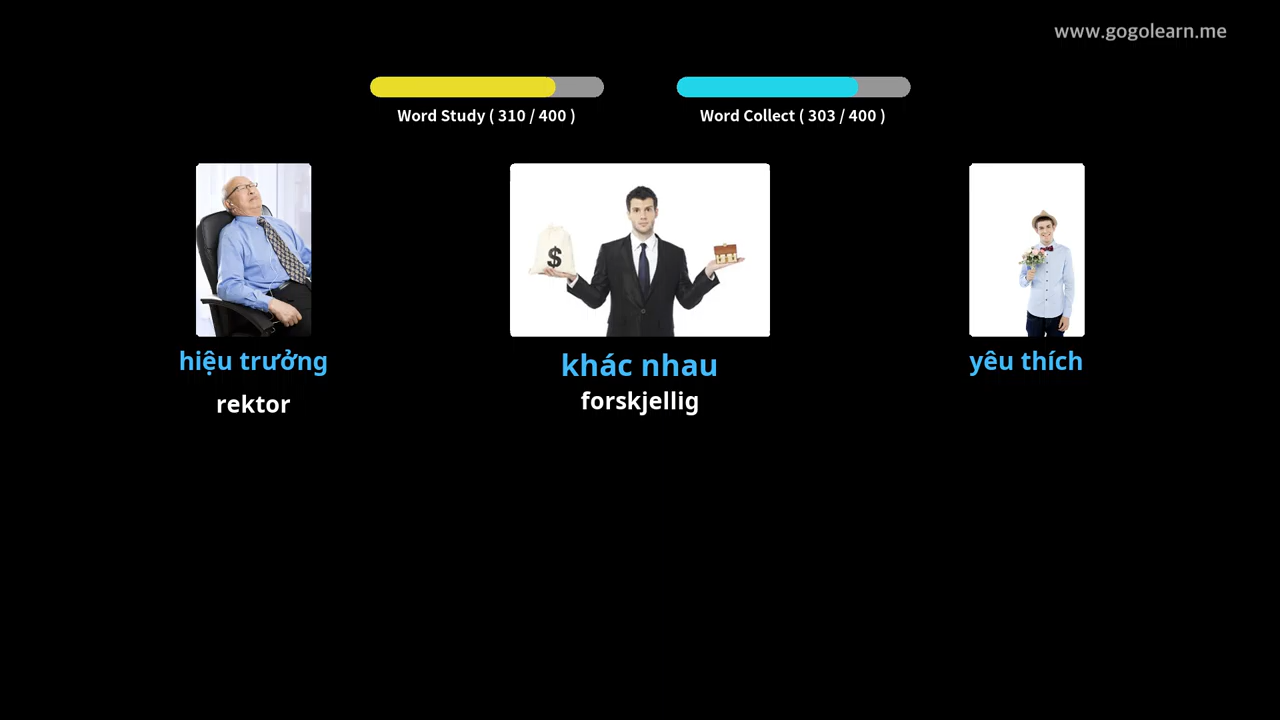 www.gogolearn.me
Word Study ( 310 / 400 )
Word Collect ( 303 / 400 )
$
hiệu trưởng
khác nhau
yêu thích
rektor
forskjellig